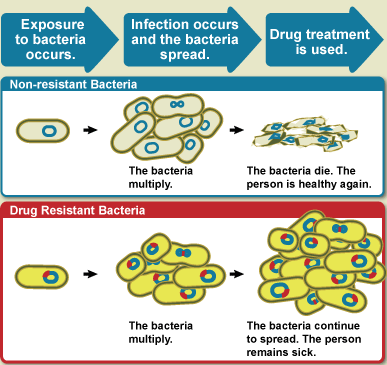 Exposure
to bacteria
occurs.
Infection occurs
and the bacteria
spread.
Drug treatment
is used.
Non-resistant Bacteria
The bacteria
multiply.
The bacteria die. The
person is healthy again.
Drug Resistant Bacteria
The bacteria
multiply.
The bacteria continue
to spread. The person
remains sick.